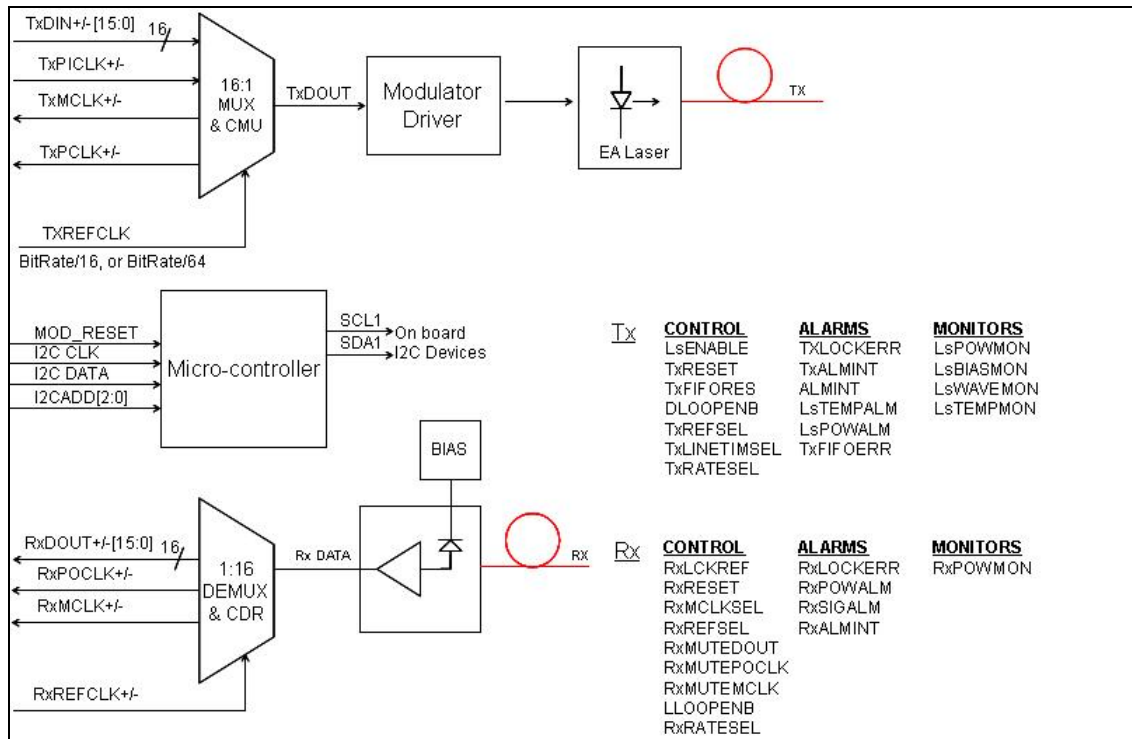 TxDIN+/-[15:0] 16
TxPICLK+/-
TxMCLK+/-
TxPCLK+/-
16:1
MUX
& CMU
TxDOUT
Modulator
Driver
EA Laser
TX
TXREFCLK
BitRate/16, or BitRate/64
MOD_RESET
I2C CLK
I2C DATA
I2CADD[2:0]
Micro-controller
SCL1
SDA1
On board
I2C Devices
Tx
CONTROL ALARMS MONITORS
LsENABLE TXLOCKERR LsPOWMON
TxRESET TxALMINT LsBIASMON
TxFIFORES ALMINT LsWAVEMON
DLOOPENB LsTEMPALM LsTEMPMON
TxREFSEL LsPOWALM
TxLINETIMSEL TxFIFOERR
TxRATESEL
BIAS
RxDOUT+/-[15:0] 16
RxPOCLK+/-
RxMCLK+/-
1:16
DEMUX
& CDR
Rx DATA
RX
RxREFCLK+/-
Rx
CONTROL ALARMS MONITORS
RxLCKREF RxLOCKERR RxPOWMON
RxRESET RxPOWALM
RxMCLKSEL RxSIGALM
RxREFSEL RxALMINT
RxMUTEDOUT
RxMUTEPOCLK
RxMUTEMCLK
LLOOPENB
RxRATESEL